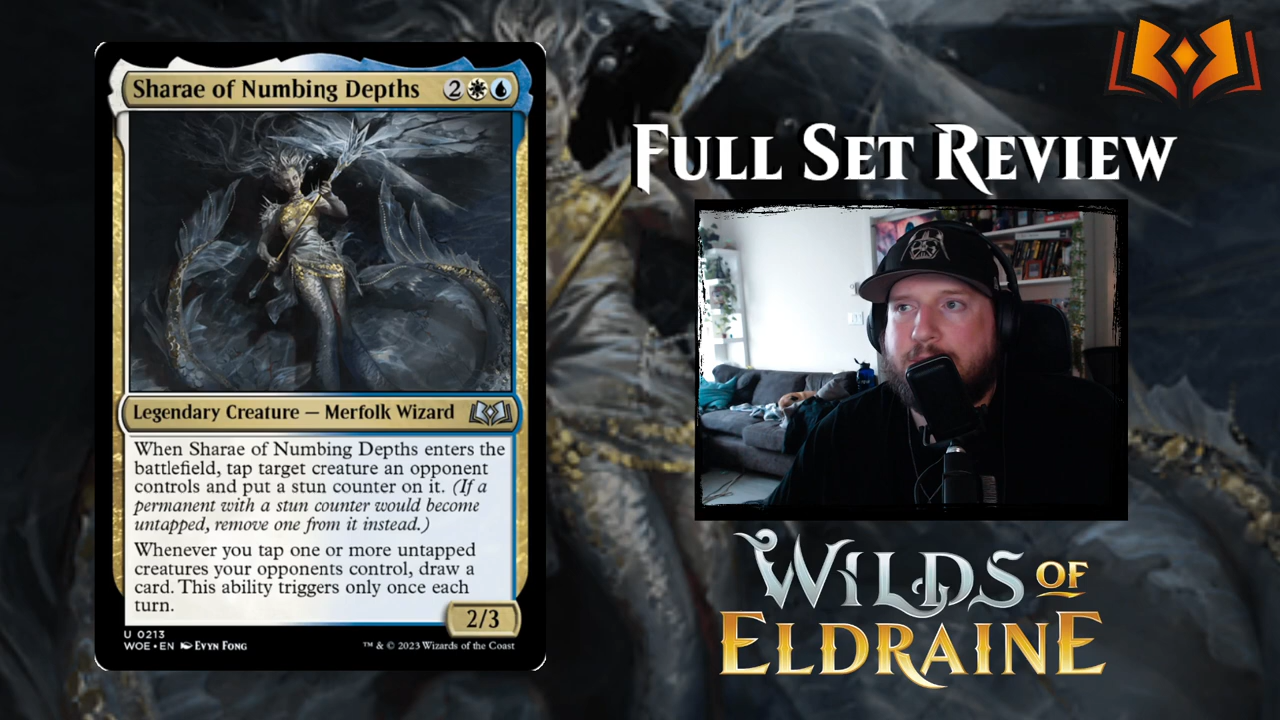 Sharae of Numbing Depths 2
Legendary Creature — Merfolk Wizard
When Sharae of Numbing Depths enters the
battlefield, tap target creature an opponent
controls and put a stun counter on it. (If a
permanent with a stun counter would become
untapped, remove one from it instead.)
Whenever you tap one or more untapped
creatures your opponents control, draw a
card. This ability triggers only once each
turn.
2/3
U 0213
WOE • EN Evyn Fong
™ & © 2023 Wizards of the Coast
Full Set Review
Wilds of
Eldraine